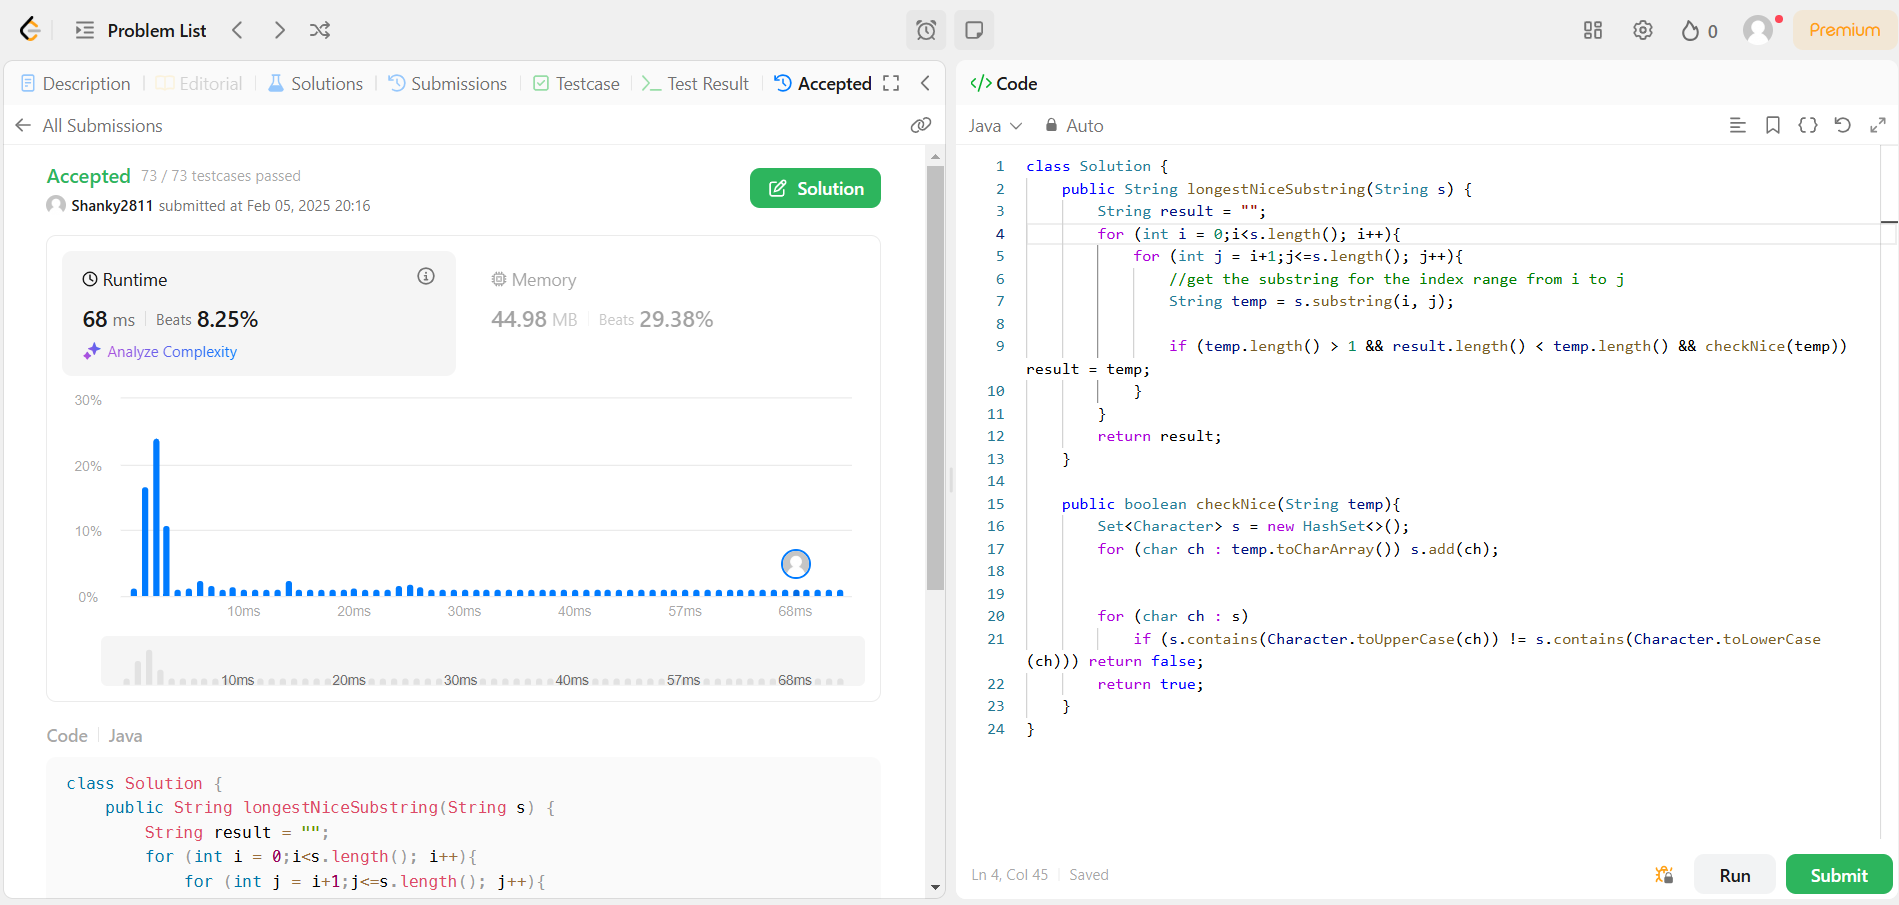 Problem List
0
Premium
Description
Editorial
Solutions
Submissions
Testcase
Test Result
Accepted
All Submissions
Accepted 73 / 73 testcases passed
Shanky2811 submitted at Feb 05, 2025 20:16
Solution
Runtime
68 ms Beats 8.25%
Analyze Complexity
Memory
44.98 MB Beats 29.38%
30%
20%
10%
0%
10ms 20ms 30ms 40ms 57ms 68ms
10ms 20ms 30ms 40ms 57ms 68ms
Code Java
class Solution {
    public String longestNiceSubstring(String s) {
        String result = "";
        for (int i = 0;i<s.length(); i++){
            for (int j = i+1;j<=s.length(); j++){
</> Code
Java Auto
1 class Solution {
2     public String longestNiceSubstring(String s) {
3         String result = "";
4         for (int i = 0;i<s.length(); i++){
5             for (int j = i+1;j<=s.length(); j++){
6                 //get the substring for the index range from i to j
7                 String temp = s.substring(i, j);
8
9                 if (temp.length() > 1 && result.length() < temp.length() && checkNice(temp))
result = temp;
10             }
11         }
12         return result;
13     }
14
15     public boolean checkNice(String temp){
16         Set<Character> s = new HashSet<>();
17         for (char ch : temp.toCharArray()) s.add(ch);
18
19
20         for (char ch : s)
21             if (s.contains(Character.toUpperCase(ch)) != s.contains(Character.toLowerCase
(ch))) return false;
22         return true;
23     }
24 }
Ln 4, Col 45 Saved
Run
Submit